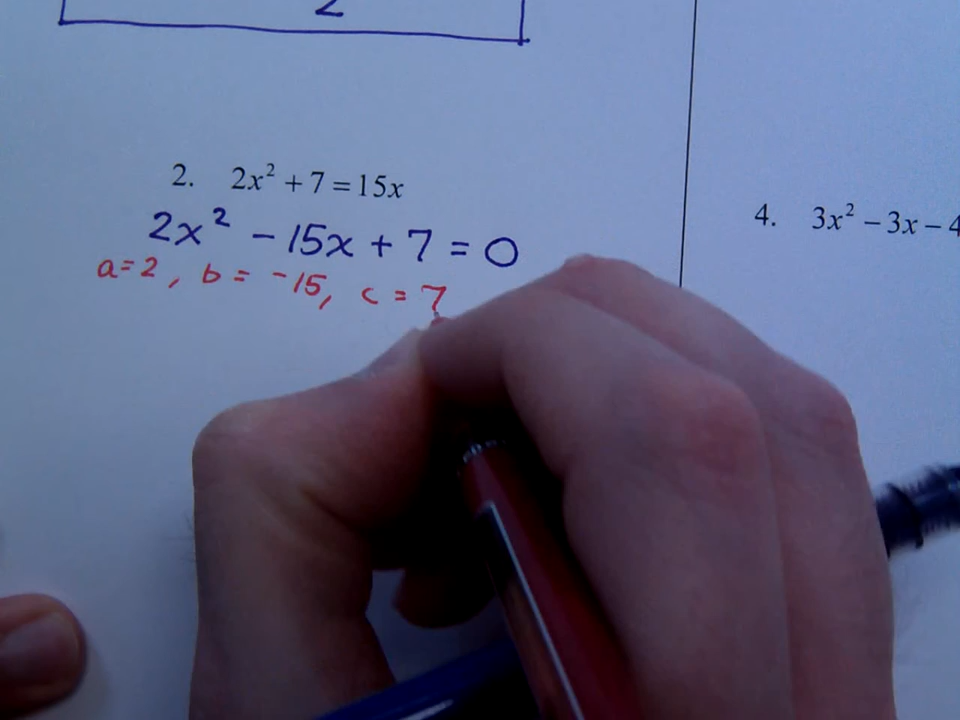 2
2. 2x² + 7 = 15x
2x² - 15x + 7 = 0
a = 2, b = -15, c = 7
4. 3x² - 3x - 4